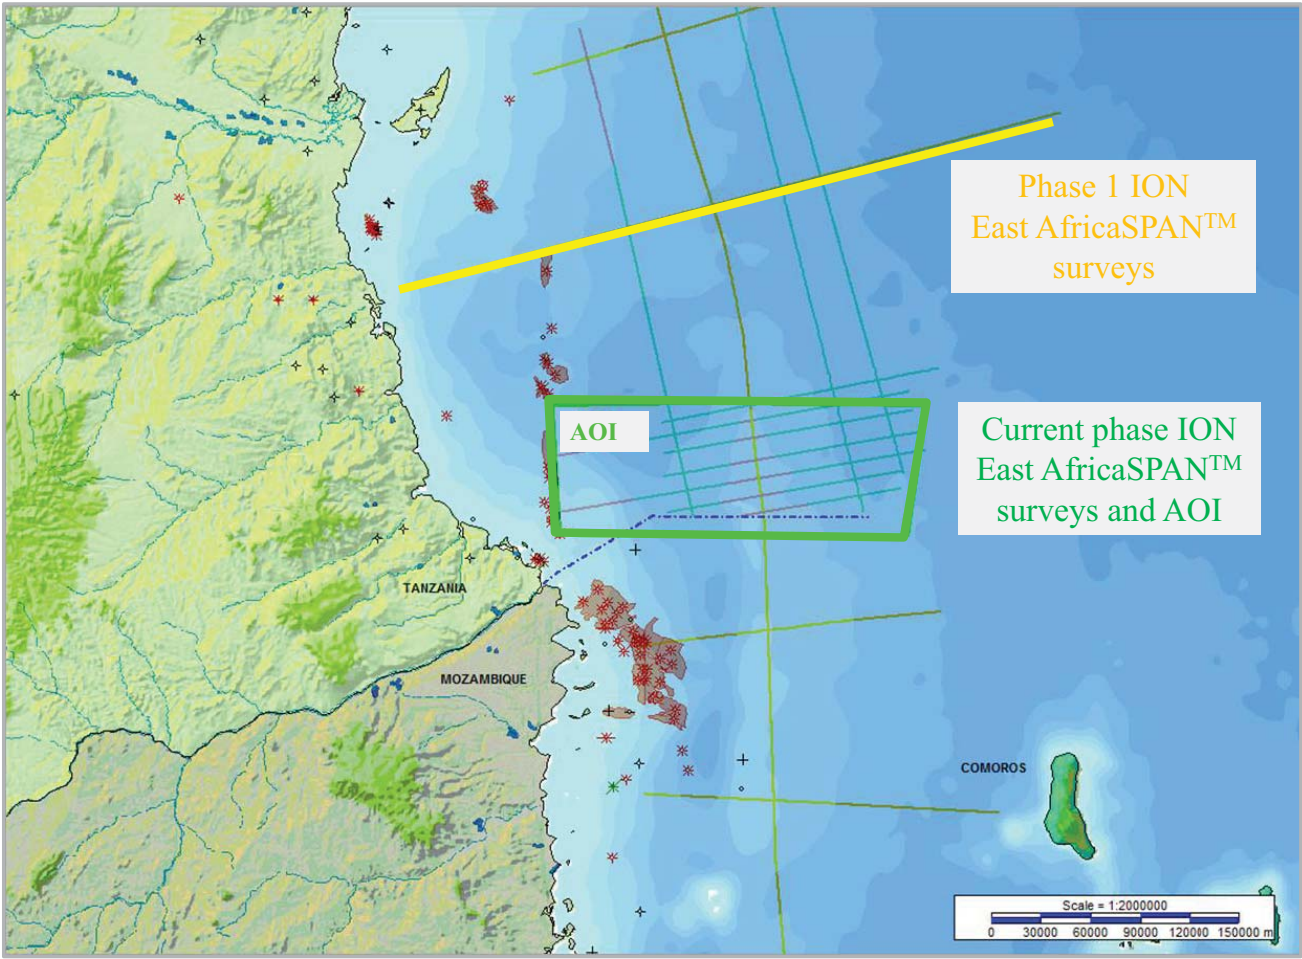 Phase 1 ION
East AfricaSPAN™
surveys
AOI
Current phase ION
East AfricaSPAN™
surveys and AOI
TANZANIA
MOZAMBIQUE
COMOROS
Scale = 1:2000000
0 30000 60000 90000 120000 150000 m